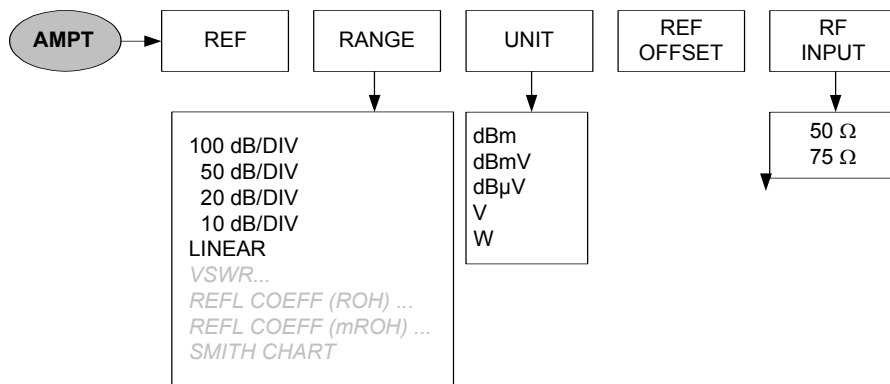 AMPT
REF
RANGE
UNIT
REF
OFFSET
RF
INPUT
100 dB/DIV
50 dB/DIV
20 dB/DIV
10 dB/DIV
LINEAR
VSWR...
REFL COEFF (ROH) ...
REFL COEFF (mROH) ...
SMITH CHART
dBm
dBmV
dBµV
V
W
50 Ω
75 Ω